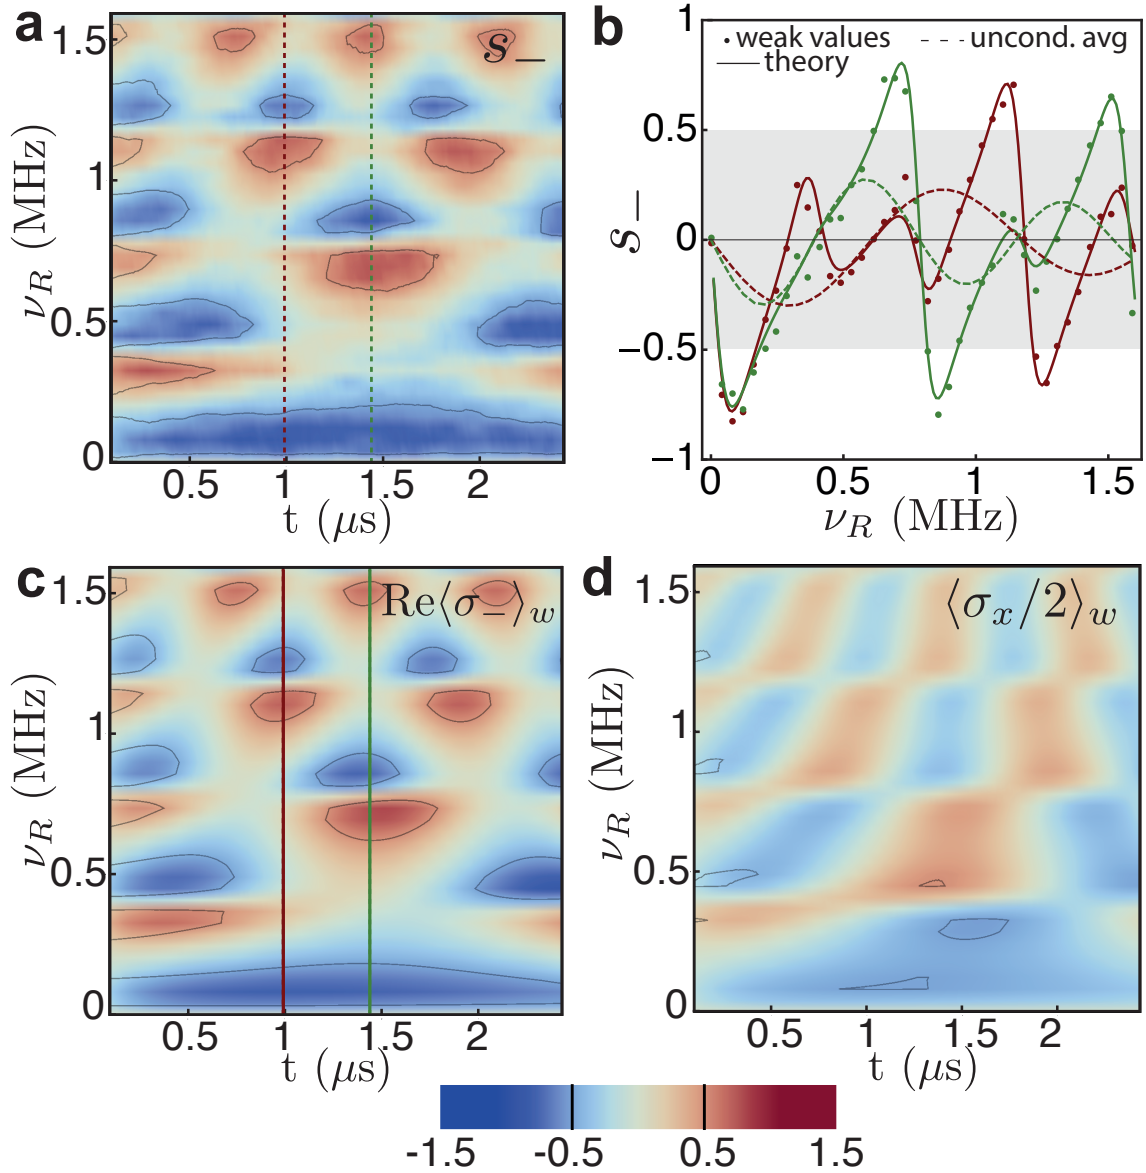 a
s_
1.5
1
0.5
0
ν_R (MHz)
0.5 1 1.5 2
t (μs)
b
• weak values - - - uncond. avg
— theory
1
0.5
0
−0.5
−1
s_
0 0.5 1 1.5
ν_R (MHz)
c
Re⟨σ_−⟩_w
1.5
1
0.5
0
ν_R (MHz)
0.5 1 1.5 2
t (μs)
d
⟨σ_x/2⟩_w
1.5
1
0.5
0
ν_R (MHz)
0.5 1 1.5 2
t (μs)
-1.5 -0.5 0.5 1.5